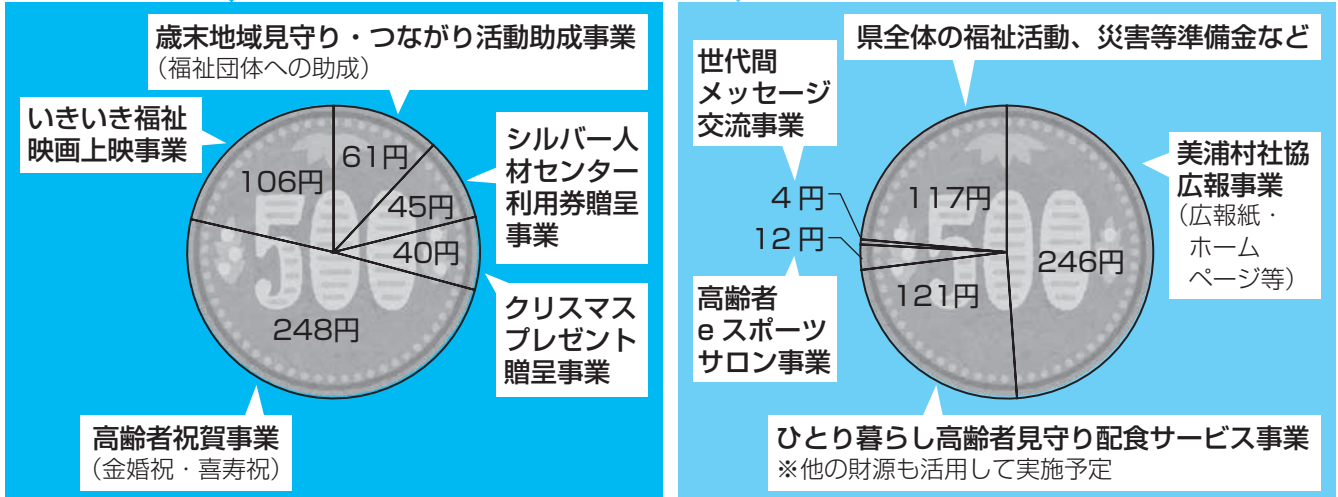 歳末地域見守り・つながり活動助成事業
（福祉団体への助成）
いきいき福祉
映画上映事業
シルバー人
材センター
利用券贈呈
事業
クリスマス
プレゼント
贈呈事業
高齢者祝賀事業
（金婚祝・喜寿祝）
61円
45円
40円
248円
106円
500
県全体の福祉活動、災害等準備金など
世代間
メッセージ
交流事業
美浦村社協
広報事業
（広報紙・
ホーム
ページ等）
高齢者
eスポーツ
サロン事業
ひとり暮らし高齢者見守り配食サービス事業
※他の財源も活用して実施予定
117円
4円
12円
121円
246円
500